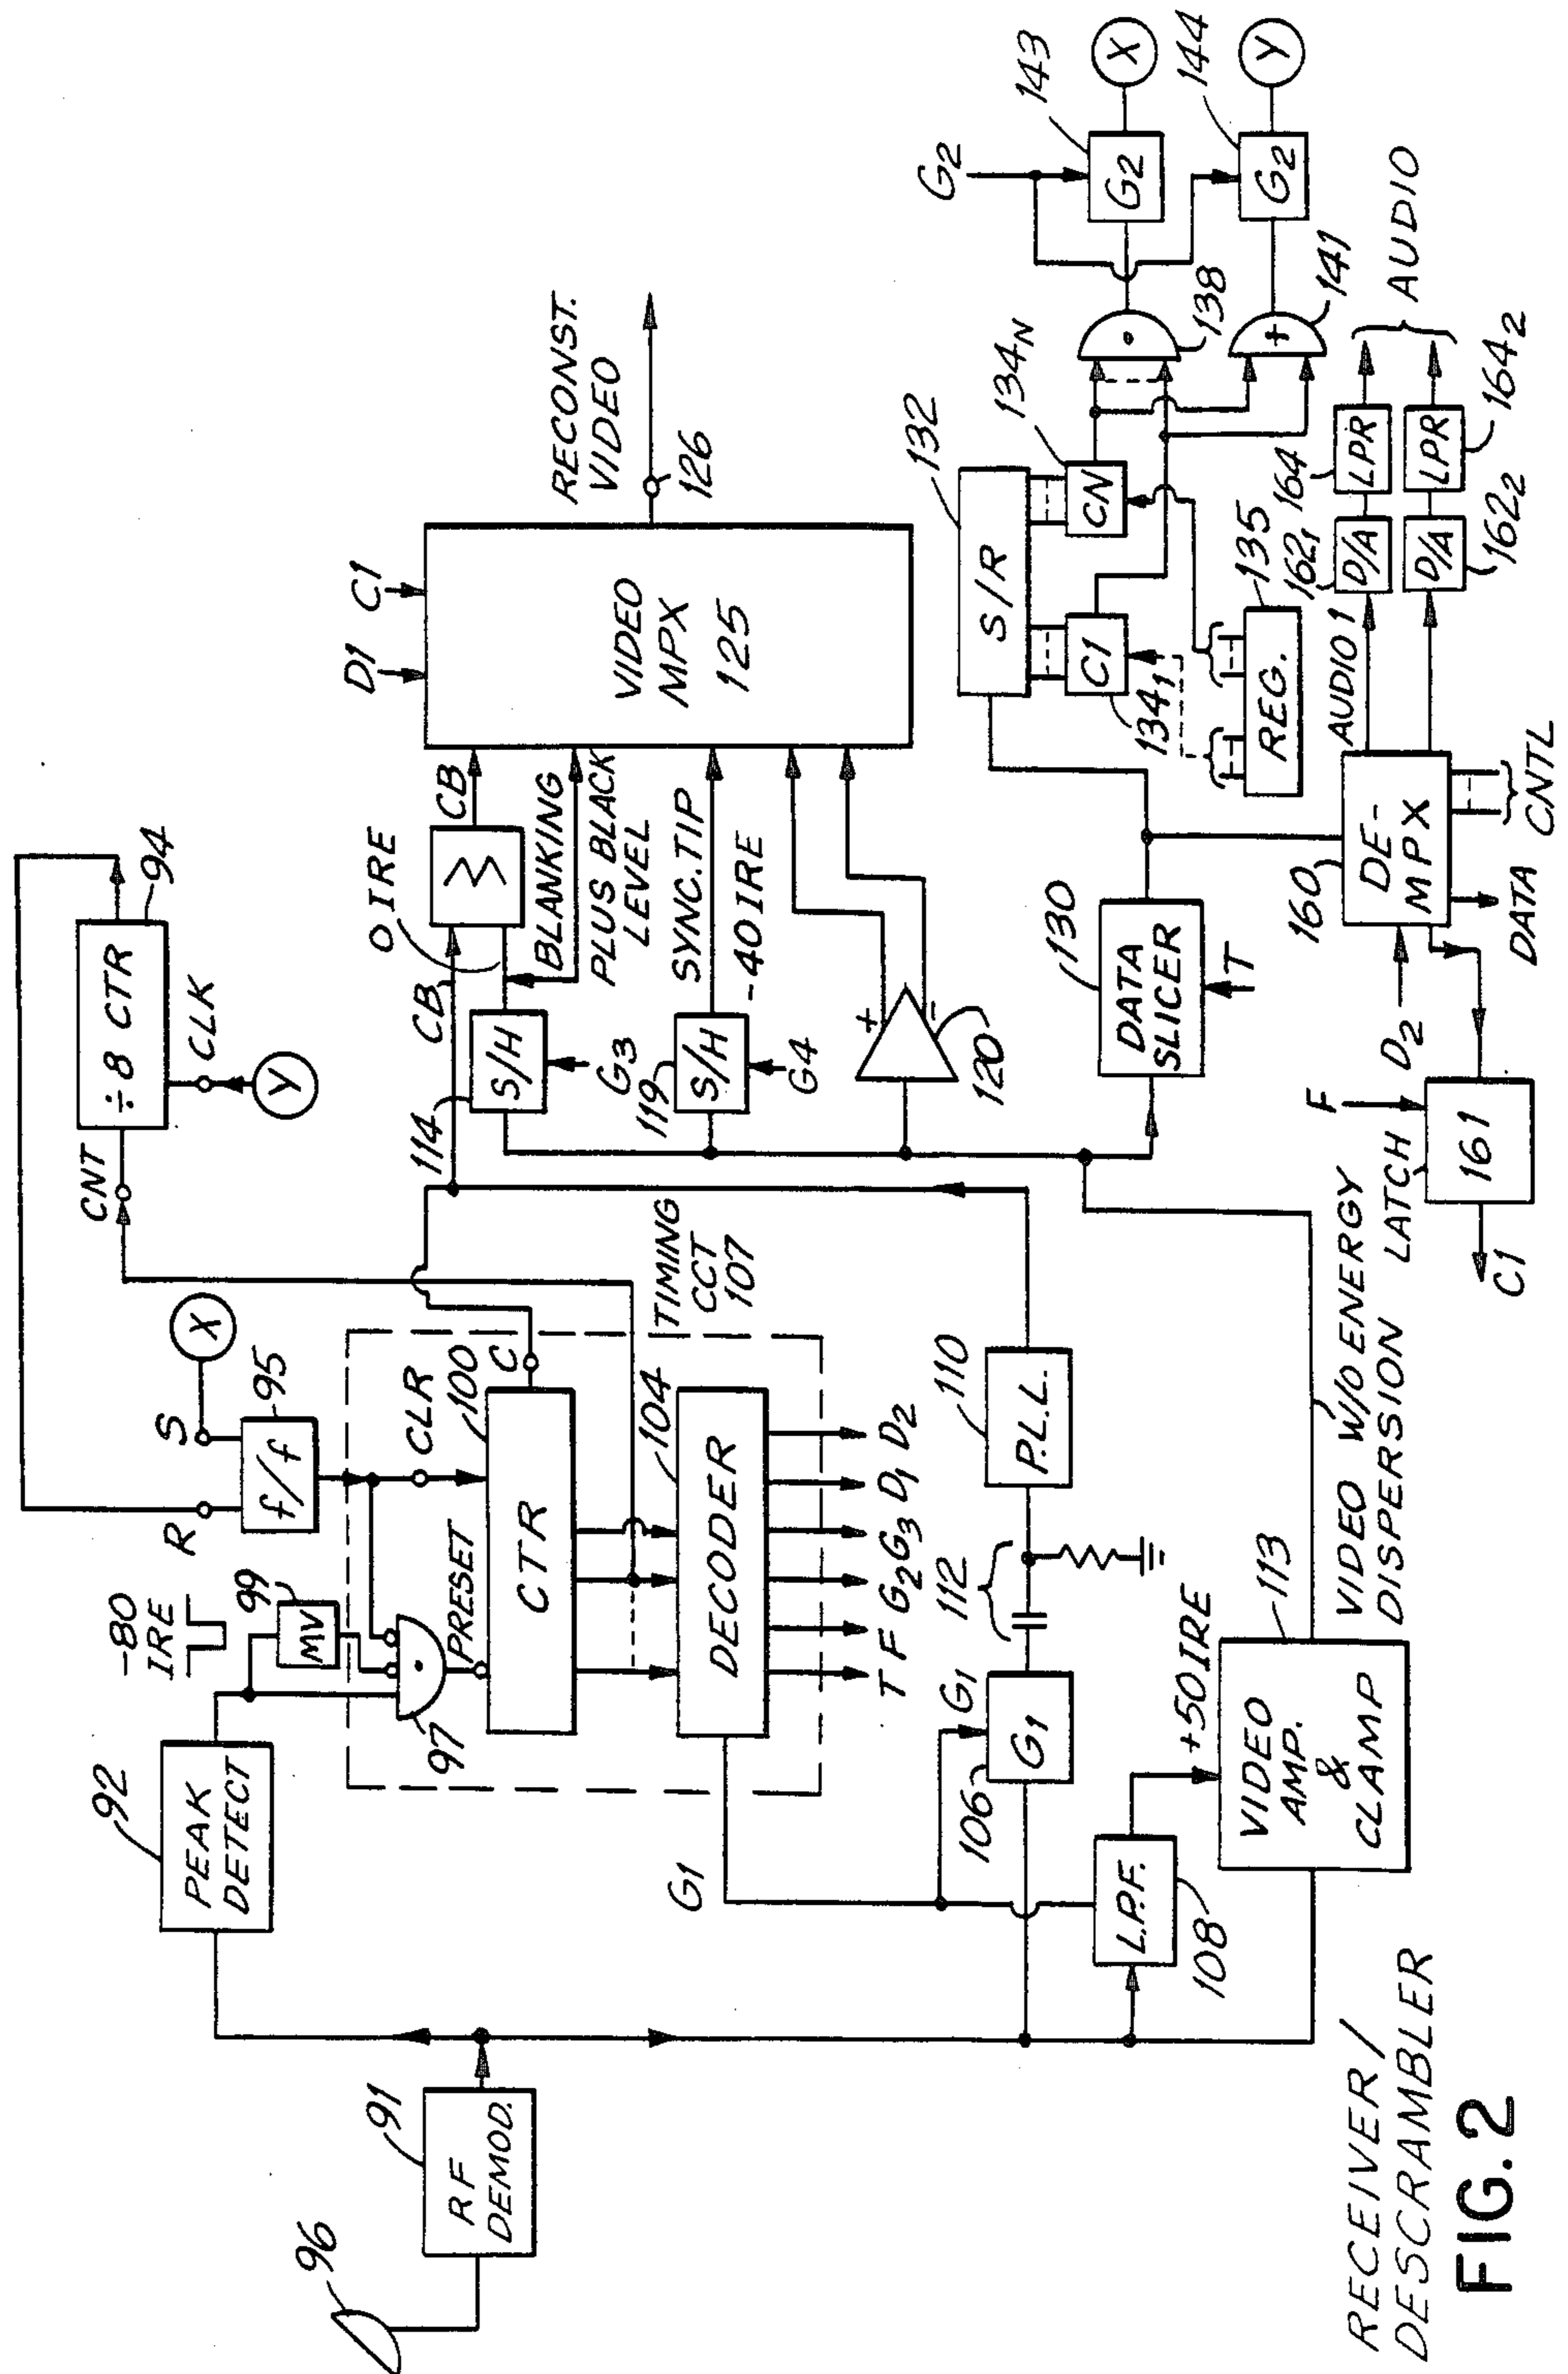 96
91
RF
DEMOD.
92
PEAK
DETECT
-80
IRE
99
MV
97
PRESET
R
S
X
95
f/f
CLR
100
CTR
C
TIMING
CCT
107
104
DECODER
T F G2 G3 D1 D2
G1
G1
106
G1
112
110
P.L.L.
108
L.P.F.
+50 IRE
113
VIDEO
AMP.
&
CLAMP
VIDEO W/O ENERGY
DISPERSION
CNT
÷8 CTR
94
CLK
Y
CB
0 IRE
Σ
CB
114
S/H
G3
BLANKING
PLUS BLACK
LEVEL
119
S/H
G4
SYNC. TIP
-40 IRE
+
-
120
D1
C1
VIDEO
MPX
125
RECONST.
VIDEO
126
130
DATA
SLICER
T
132
S/R
134N
CN
C1
1341
135
REG.
138
•
141
+
G2
143
G2
X
144
G2
Y
160
DE-
MPX
D2
DATA
CNTL
AUDIO 1
1621
D/A
164
LPR
D/A
1622
LPR
1642
AUDIO
LATCH
F
161
C1
RECEIVER/
DESCRAMBLER
FIG. 2